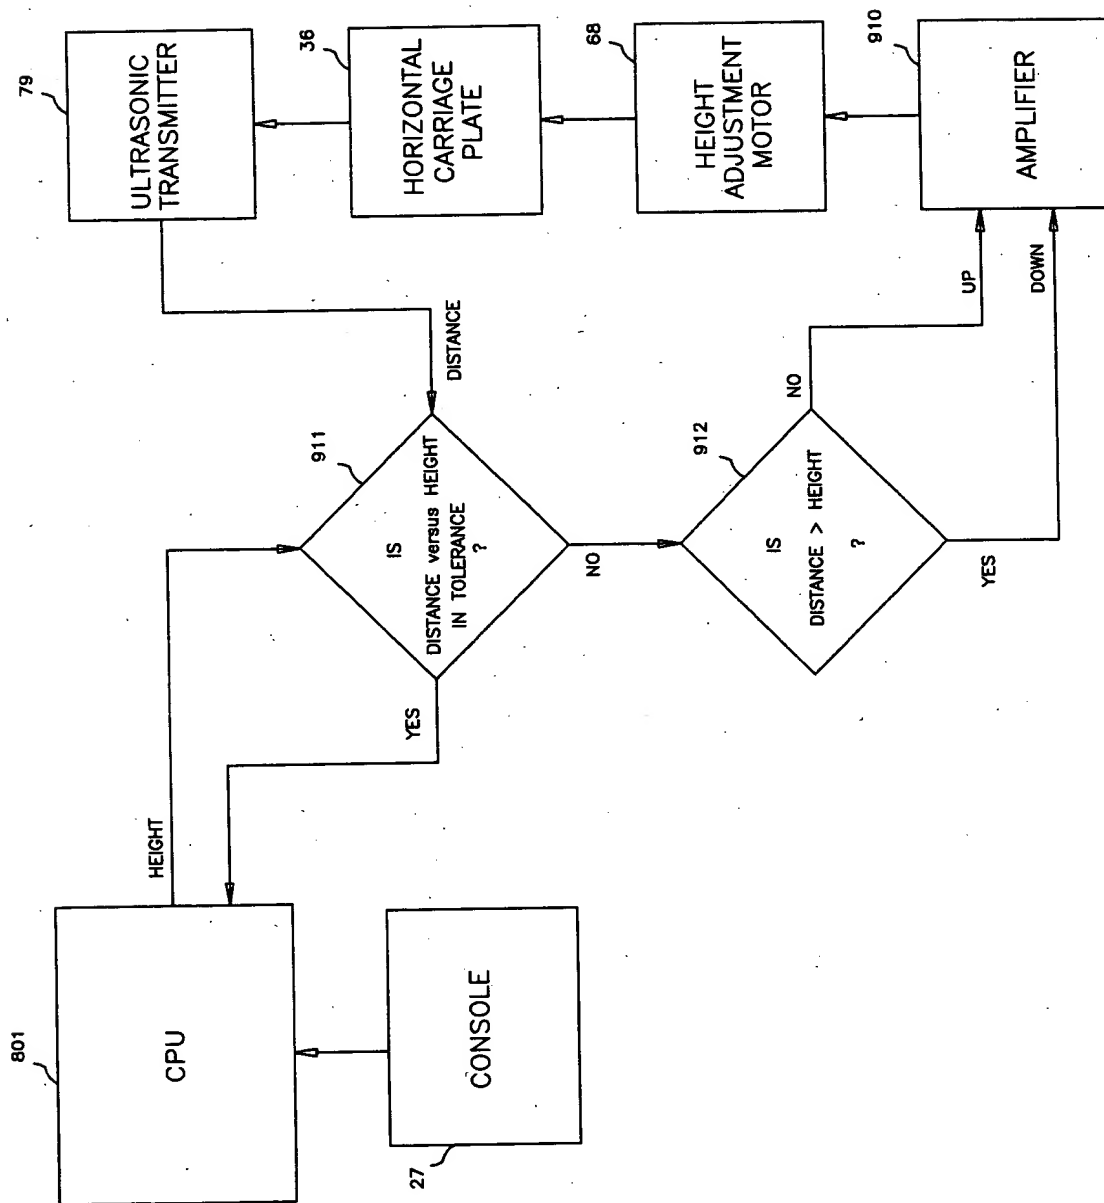 801
CPU
HEIGHT
27
CONSOLE
YES
911
IS
DISTANCE versus HEIGHT
IN TOLERANCE
?
NO
DISTANCE
79
ULTRASONIC
TRANSMITTER
36
HORIZONTAL
CARRIAGE
PLATE
68
HEIGHT
ADJUSTMENT
MOTOR
910
AMPLIFIER
912
IS
DISTANCE > HEIGHT
?
NO
UP
YES
DOWN